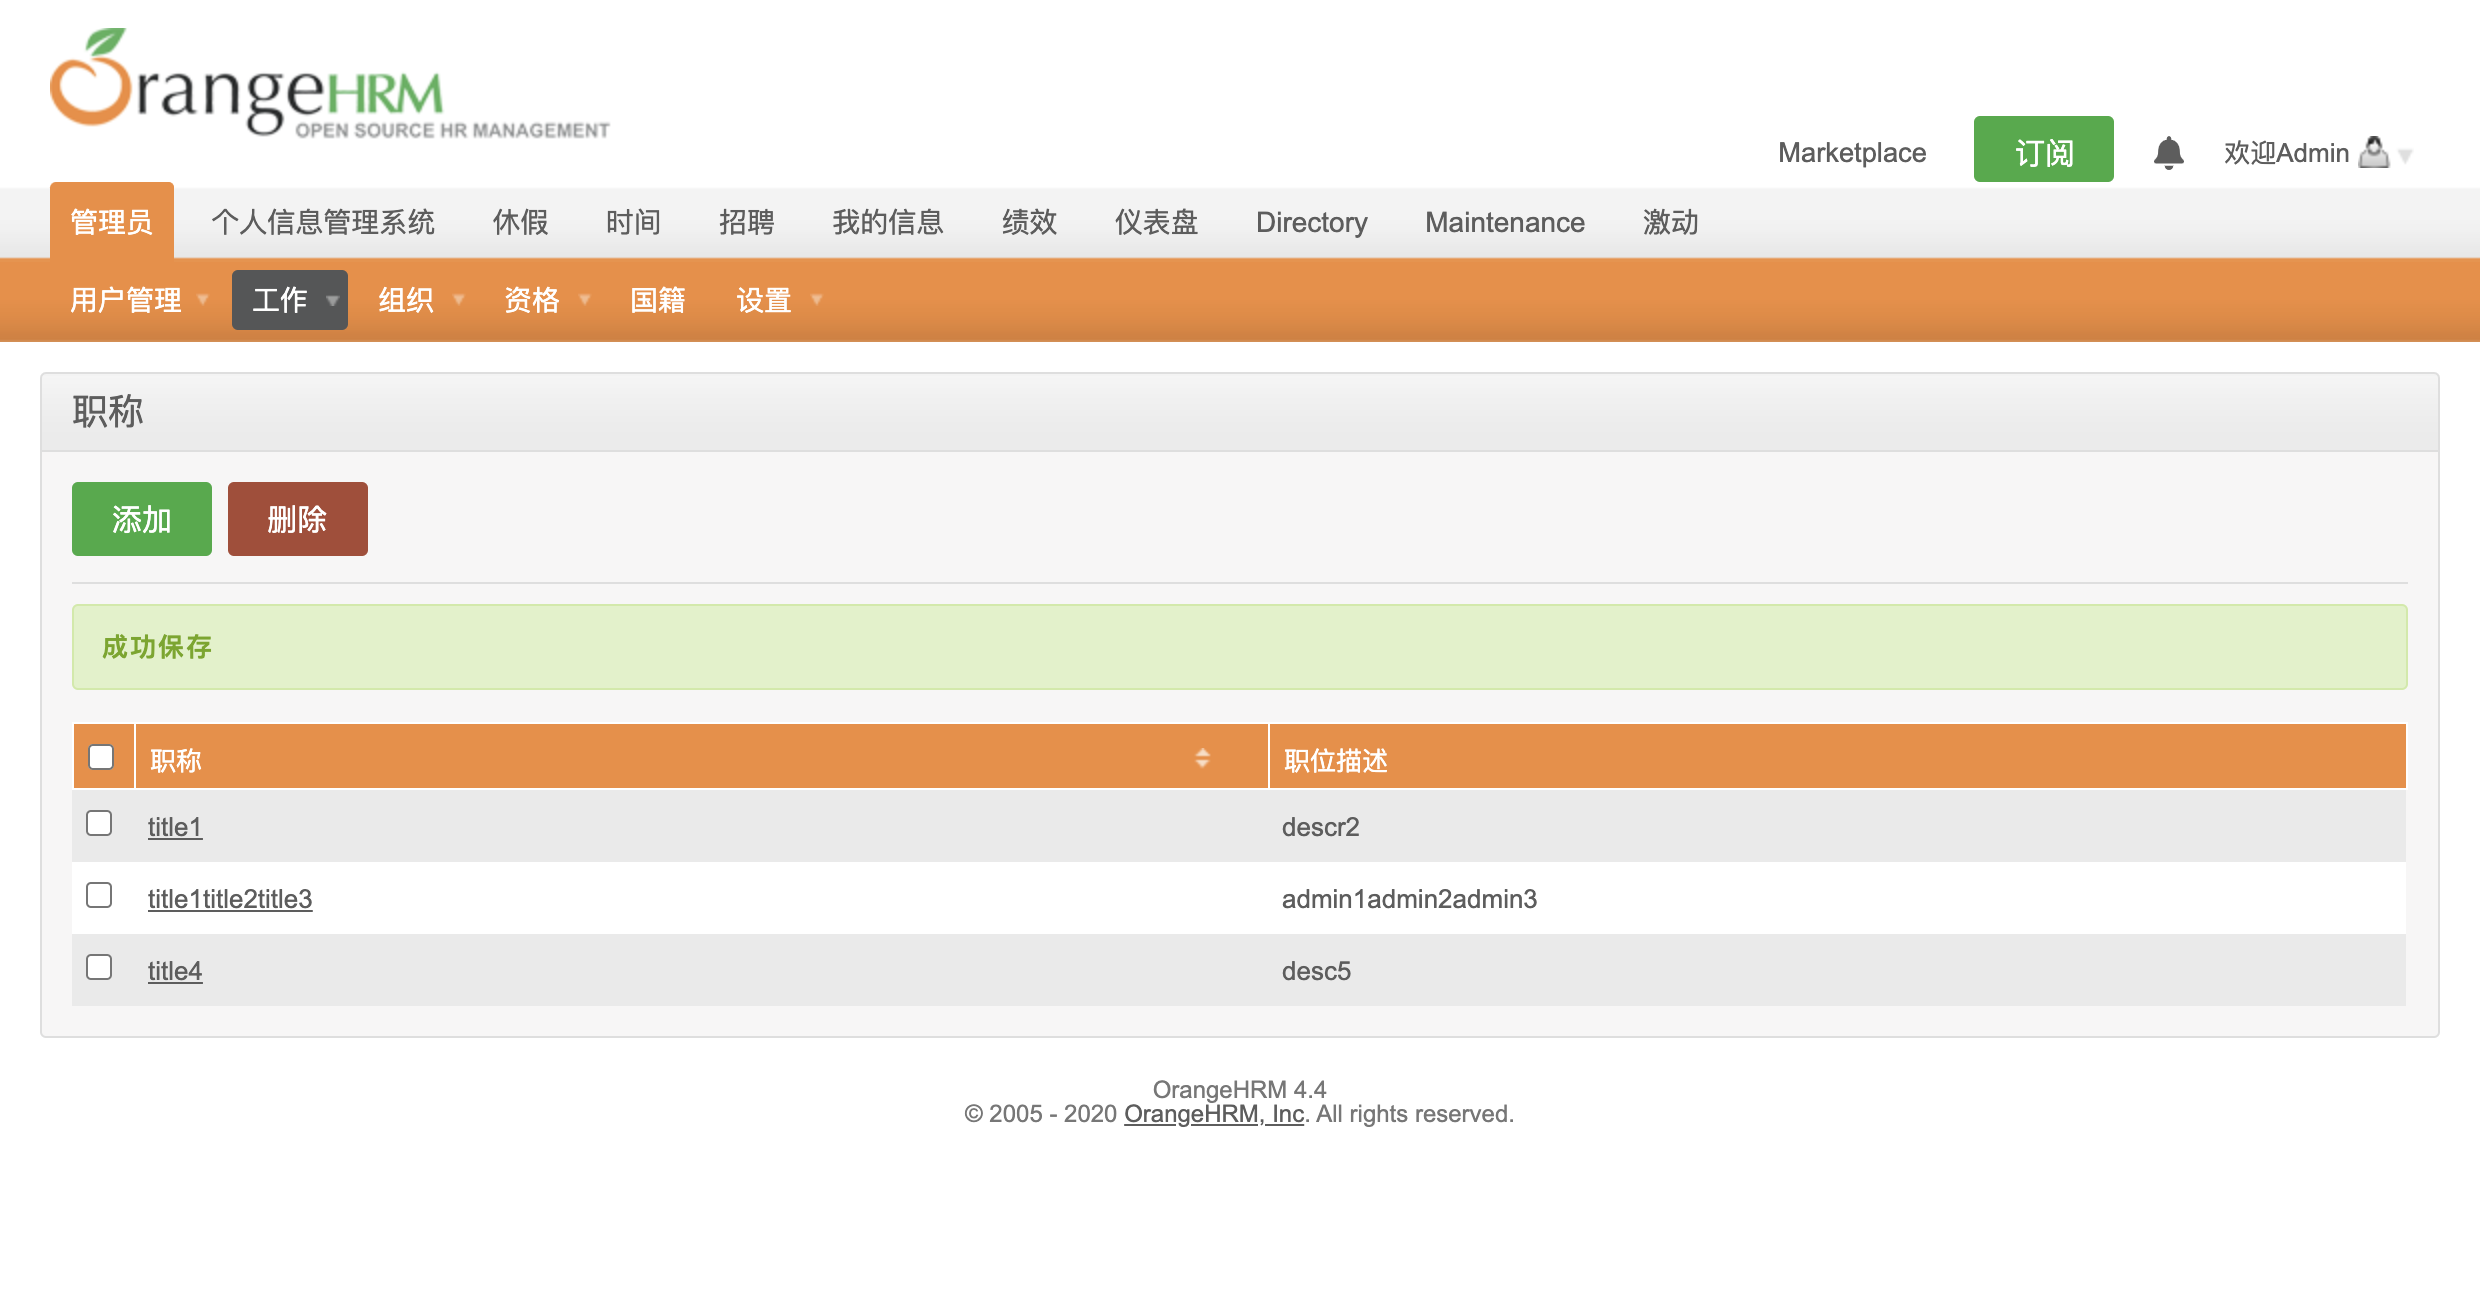 OrangeHRM
OPEN SOURCE HR MANAGEMENT
Marketplace 订阅 欢迎Admin
管理员 个人信息管理系统 休假 时间 招聘 我的信息 绩效 仪表盘 Directory Maintenance 激动
用户管理 工作 组织 资格 国籍 设置
职称
添加 删除
成功保存
职称 职位描述
title1 descr2
title1title2title3 admin1admin2admin3
title4 desc5
OrangeHRM 4.4
© 2005 - 2020 OrangeHRM, Inc. All rights reserved.